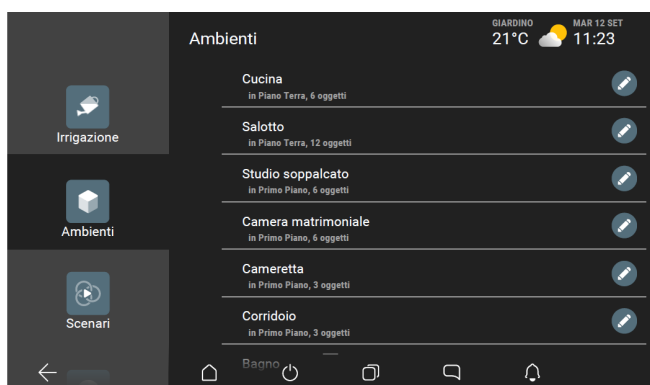 Ambienti
GIARDINO
21°C
MAR 12 SET
11:23
Irrigazione
Ambienti
Scenari
Cucina
in Piano Terra, 6 oggetti
Salotto
in Piano Terra, 12 oggetti
Studio soppalcato
in Primo Piano, 6 oggetti
Camera matrimoniale
in Primo Piano, 6 oggetti
Cameretta
in Primo Piano, 3 oggetti
Corridoio
in Primo Piano, 3 oggetti
Bagno